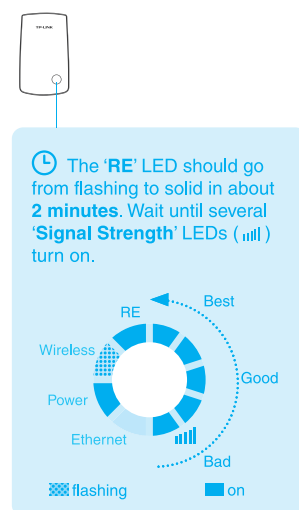 TP-LINK
The ‘RE’ LED should go
from flashing to solid in about
2 minutes. Wait until several
‘Signal Strength’ LEDs ( )
turn on.
RE
Best
Wireless
Good
Power
Ethernet
Bad
flashing
on